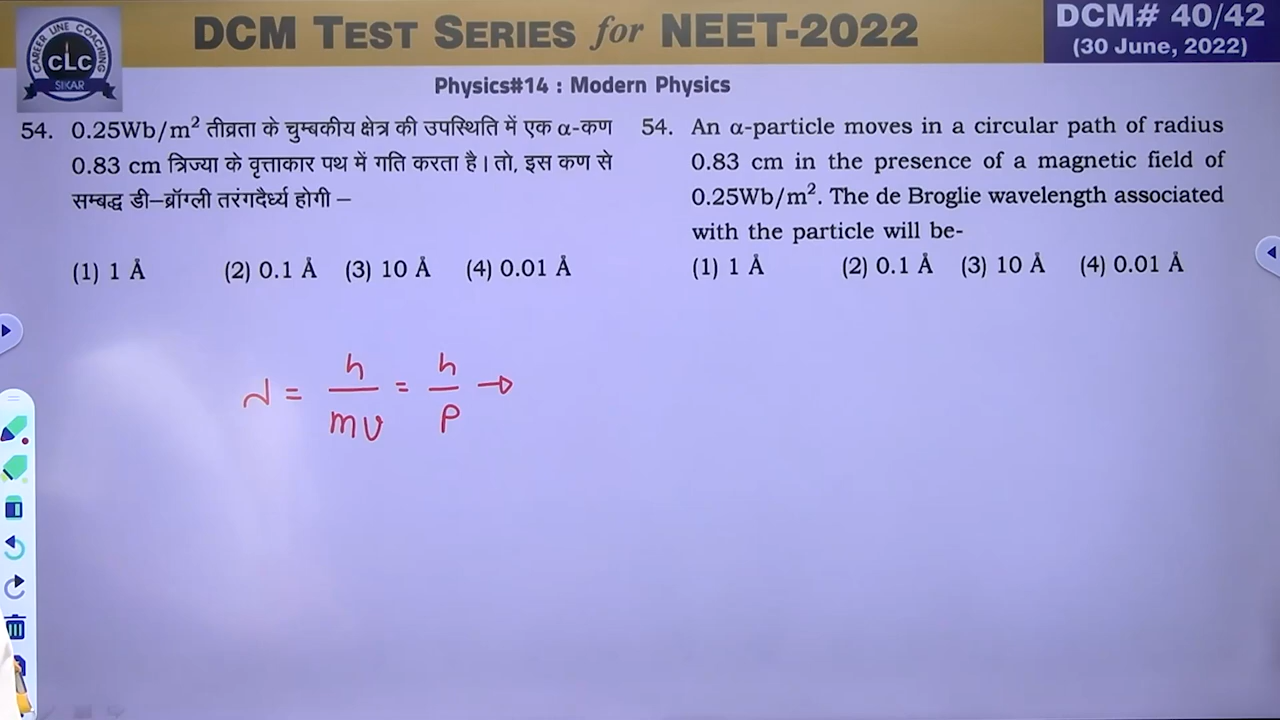 DCM TEST SERIES for NEET-2022
DCM# 40/42
(30 June, 2022)
CAREER LINE COACHING
CLC
SIKAR
Physics#14 : Modern Physics
54. 0.25Wb/m² तीव्रता के चुम्बकीय क्षेत्र की उपस्थिति में एक α-कण
0.83 cm त्रिज्या के वृत्ताकार पथ में गति करता है। तो, इस कण से
सम्बद्ध डी–ब्रॉग्ली तरंगदैर्ध्य होगी –
(1) 1 Å (2) 0.1 Å (3) 10 Å (4) 0.01 Å
54. An α-particle moves in a circular path of radius
0.83 cm in the presence of a magnetic field of
0.25Wb/m². The de Broglie wavelength associated
with the particle will be-
(1) 1 Å (2) 0.1 Å (3) 10 Å (4) 0.01 Å
λ = h/mv = h/P →